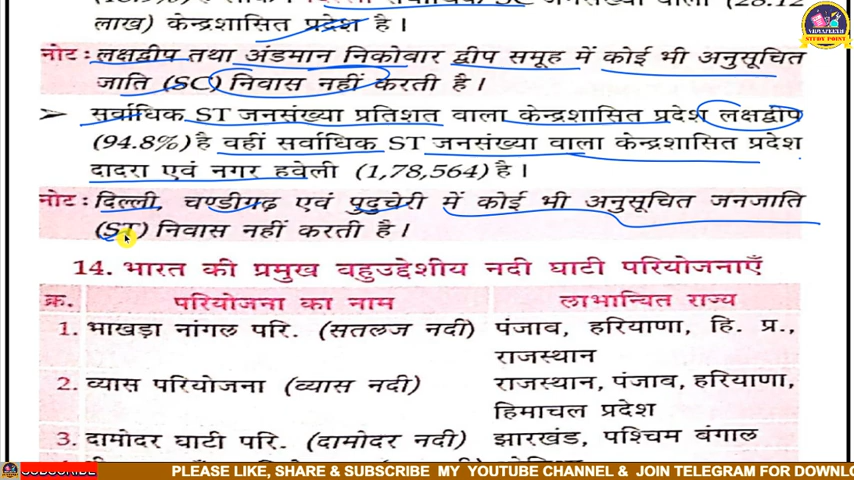 लाख) केन्द्रशासित प्रदेश है।
नोट: लक्षद्वीप तथा अंडमान निकोबार द्वीप समूह में कोई भी अनुसूचित
जाति (SC) निवास नहीं करती है।
➤ सर्वाधिक ST जनसंख्या प्रतिशत वाला केन्द्रशासित प्रदेश लक्षद्वीप
(94.8%) है वहीं सर्वाधिक ST जनसंख्या वाला केन्द्रशासित प्रदेश
दादरा एवं नगर हवेली (1,78,564) है।
नोट: दिल्ली, चण्डीगढ़ एवं पुदुचेरी में कोई भी अनुसूचित जनजाति
(ST) निवास नहीं करती है।
14. भारत की प्रमुख वहुउद्देशीय नदी घाटी परियोजनाएँ
क्र. परियोजना का नाम लाभान्वित राज्य
1. भाखड़ा नांगल परि. (सतलज नदी) पंजाब, हरियाणा, हि. प्र.,
राजस्थान
2. व्यास परियोजना (व्यास नदी) राजस्थान, पंजाब, हरियाणा,
हिमाचल प्रदेश
3. दामोदर घाटी परि. (दामोदर नदी) झारखंड, पश्चिम बंगाल
SUBSCRIBE PLEASE LIKE, SHARE & SUBSCRIBE MY YOUTUBE CHANNEL & JOIN TELEGRAM FOR DOWNLO